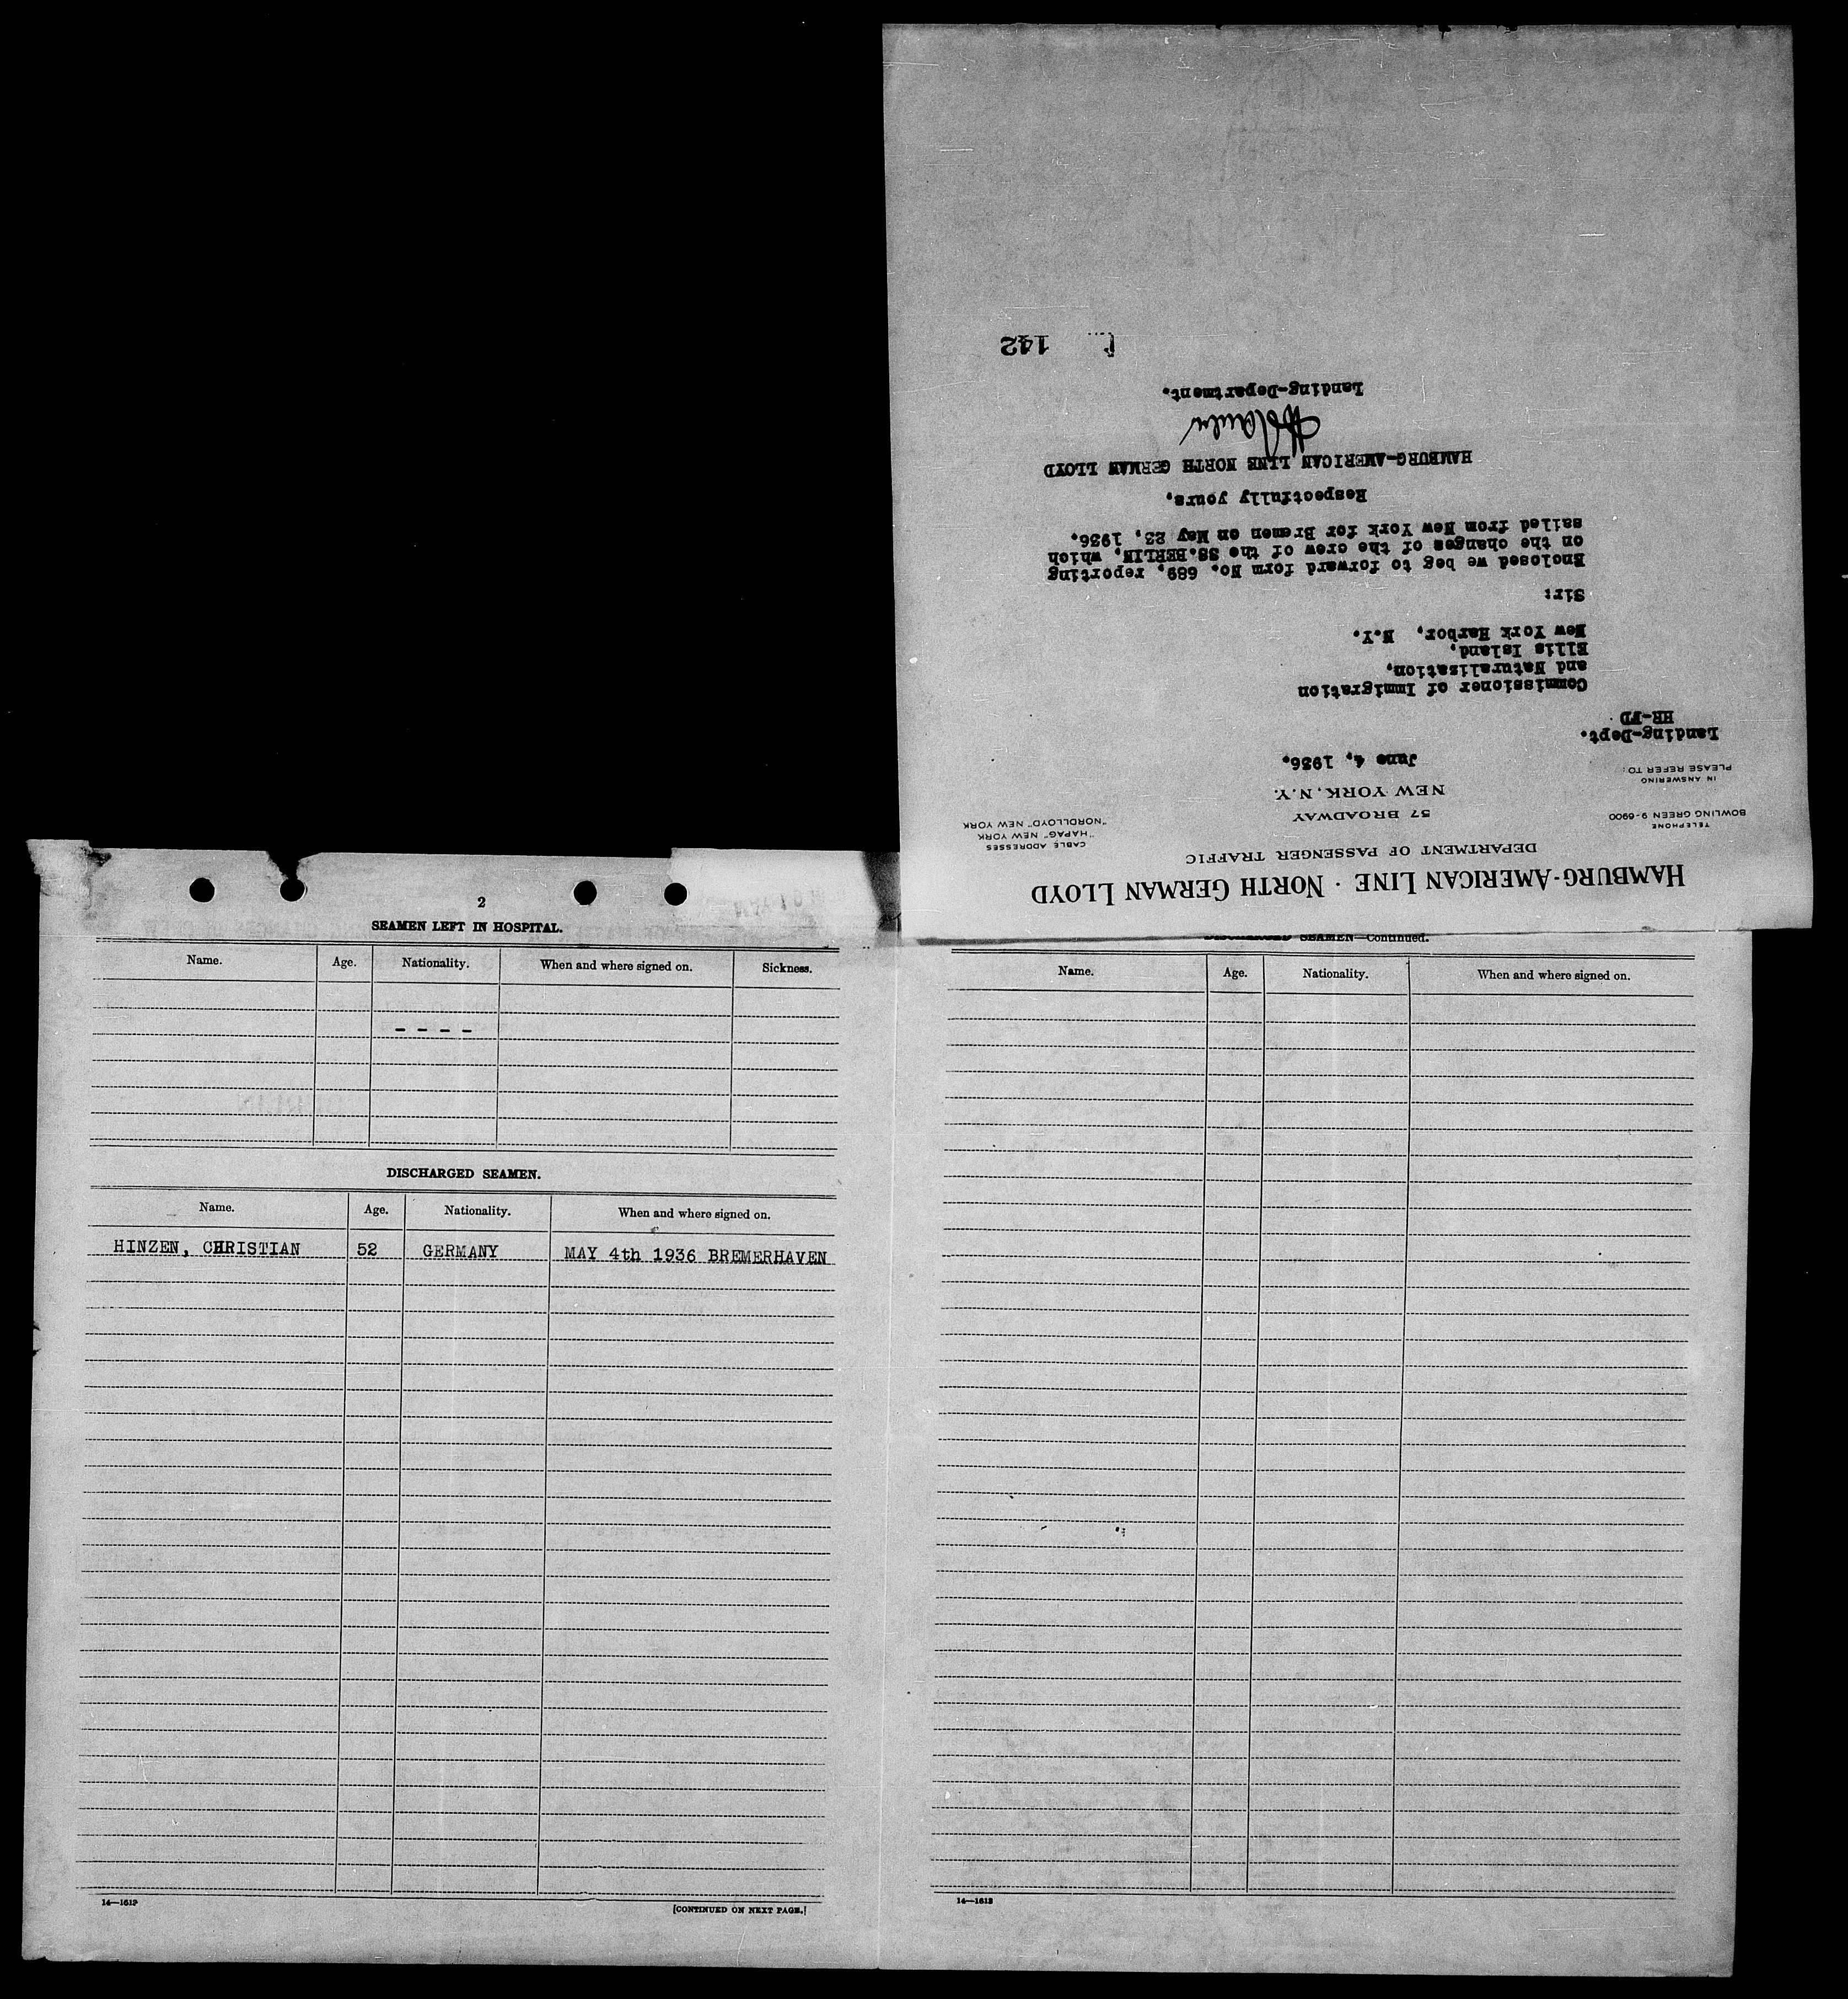 HAMBURG-AMERICAN LINE · NORTH GERMAN LLOYD
DEPARTMENT OF PASSENGER TRAFFIC
TELEPHONE
BOWLING GREEN 9-6900
57 BROADWAY
NEW YORK, N.Y.
CABLE ADDRESSES
"HAPAG" NEW YORK
"NORDLLOYD" NEW YORK
IN ANSWERING
PLEASE REFER TO:
Landing-Dept.
HR-FD
June 4, 1936.
Commissioner of Immigration
and Naturalisation,
Ellis Island,
New York Harbor, N.Y.
Sir:
Enclosed we beg to forward form No. 689, reporting
on the changes of the crew of the SS.BERLIN, which
sailed from New York for Bremen on May 23, 1936.
Respectfully yours,
HAMBURG-AMERICAN LINE NORTH GERMAN LLOYD
Landing-Department.
142
2
SEAMEN LEFT IN HOSPITAL.
Name. Age. Nationality. When and where signed on. Sickness.
- - - -
DISCHARGED SEAMEN.
Name. Age. Nationality. When and where signed on.
HINZEN, CHRISTIAN 52 GERMANY MAY 4th 1936 BREMERHAVEN
14—1612
[CONTINUED ON NEXT PAGE.]
DISCHARGED SEAMEN—Continued.
Name. Age. Nationality. When and where signed on.
14—1612